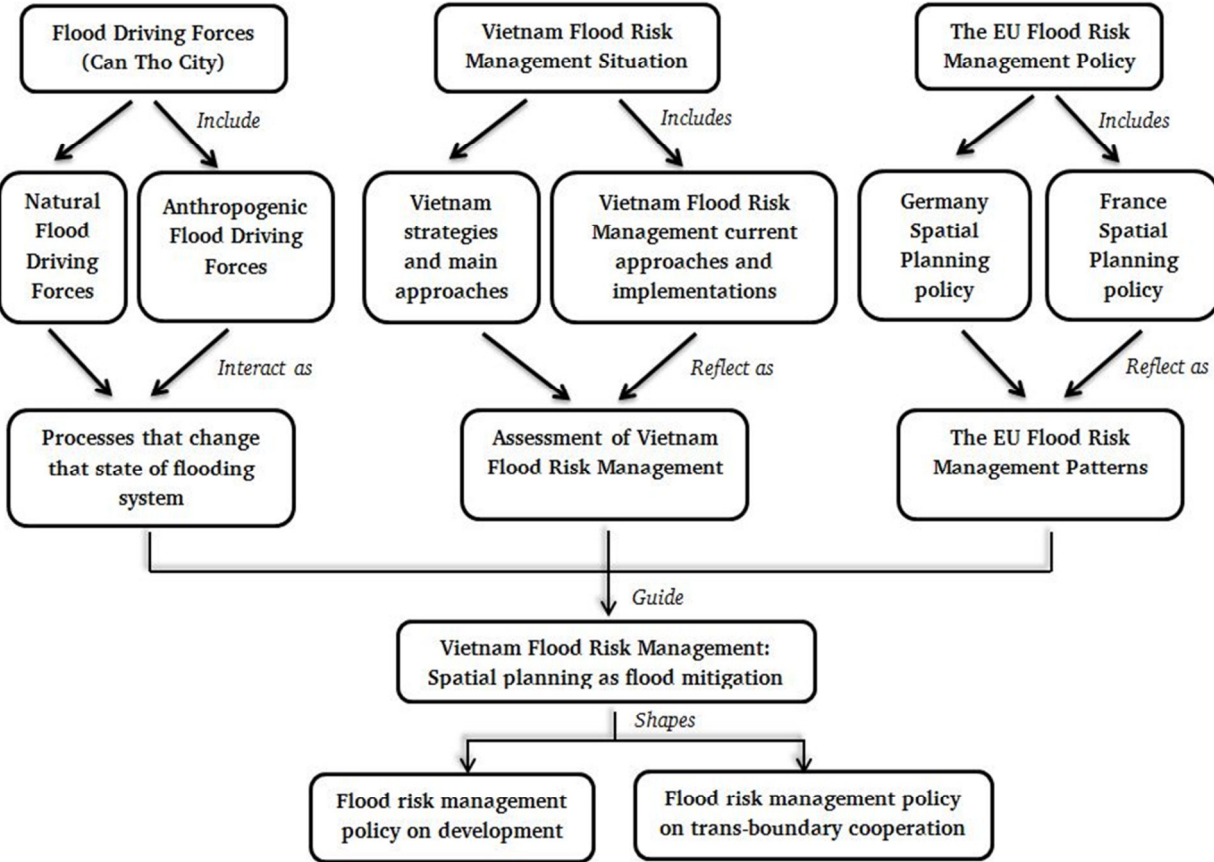 Flood Driving Forces
(Can Tho City)
Vietnam Flood Risk
Management Situation
The EU Flood Risk
Management Policy
Include
Includes
Includes
Natural
Flood
Driving
Forces
Anthropogenic
Flood Driving
Forces
Vietnam
strategies
and main
approaches
Vietnam Flood Risk
Management current
approaches and
implementations
Germany
Spatial
Planning
policy
France
Spatial
Planning
policy
Interact as
Reflect as
Reflect as
Processes that change
that state of flooding
system
Assessment of Vietnam
Flood Risk Management
The EU Flood Risk
Management Patterns
Guide
Vietnam Flood Risk Management:
Spatial planning as flood mitigation
Shapes
Flood risk management
policy on development
Flood risk management policy
on trans-boundary cooperation